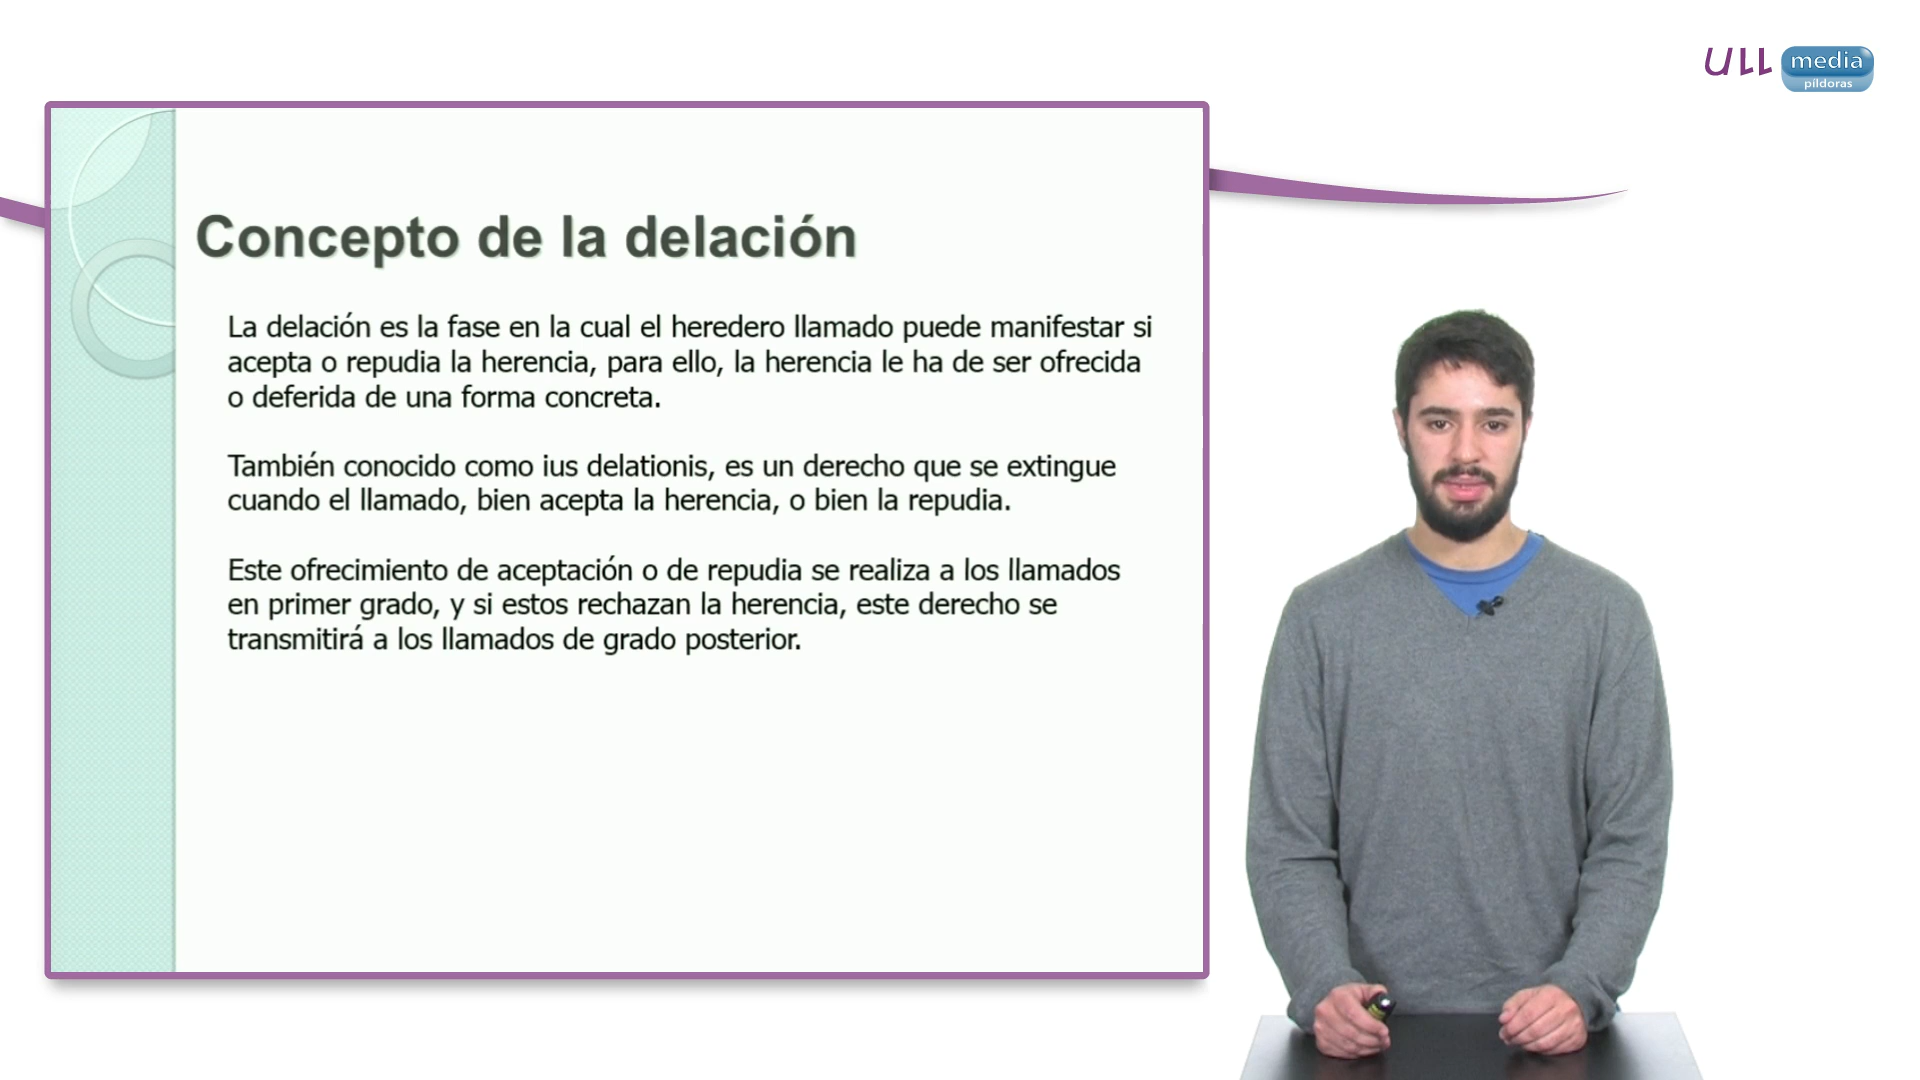 ULL media
píldoras
Concepto de la delación
La delación es la fase en la cual el heredero llamado puede manifestar si
acepta o repudia la herencia, para ello, la herencia le ha de ser ofrecida
o deferida de una forma concreta.
También conocido como ius delationis, es un derecho que se extingue
cuando el llamado, bien acepta la herencia, o bien la repudia.
Este ofrecimiento de aceptación o de repudia se realiza a los llamados
en primer grado, y si estos rechazan la herencia, este derecho se
transmitirá a los llamados de grado posterior.